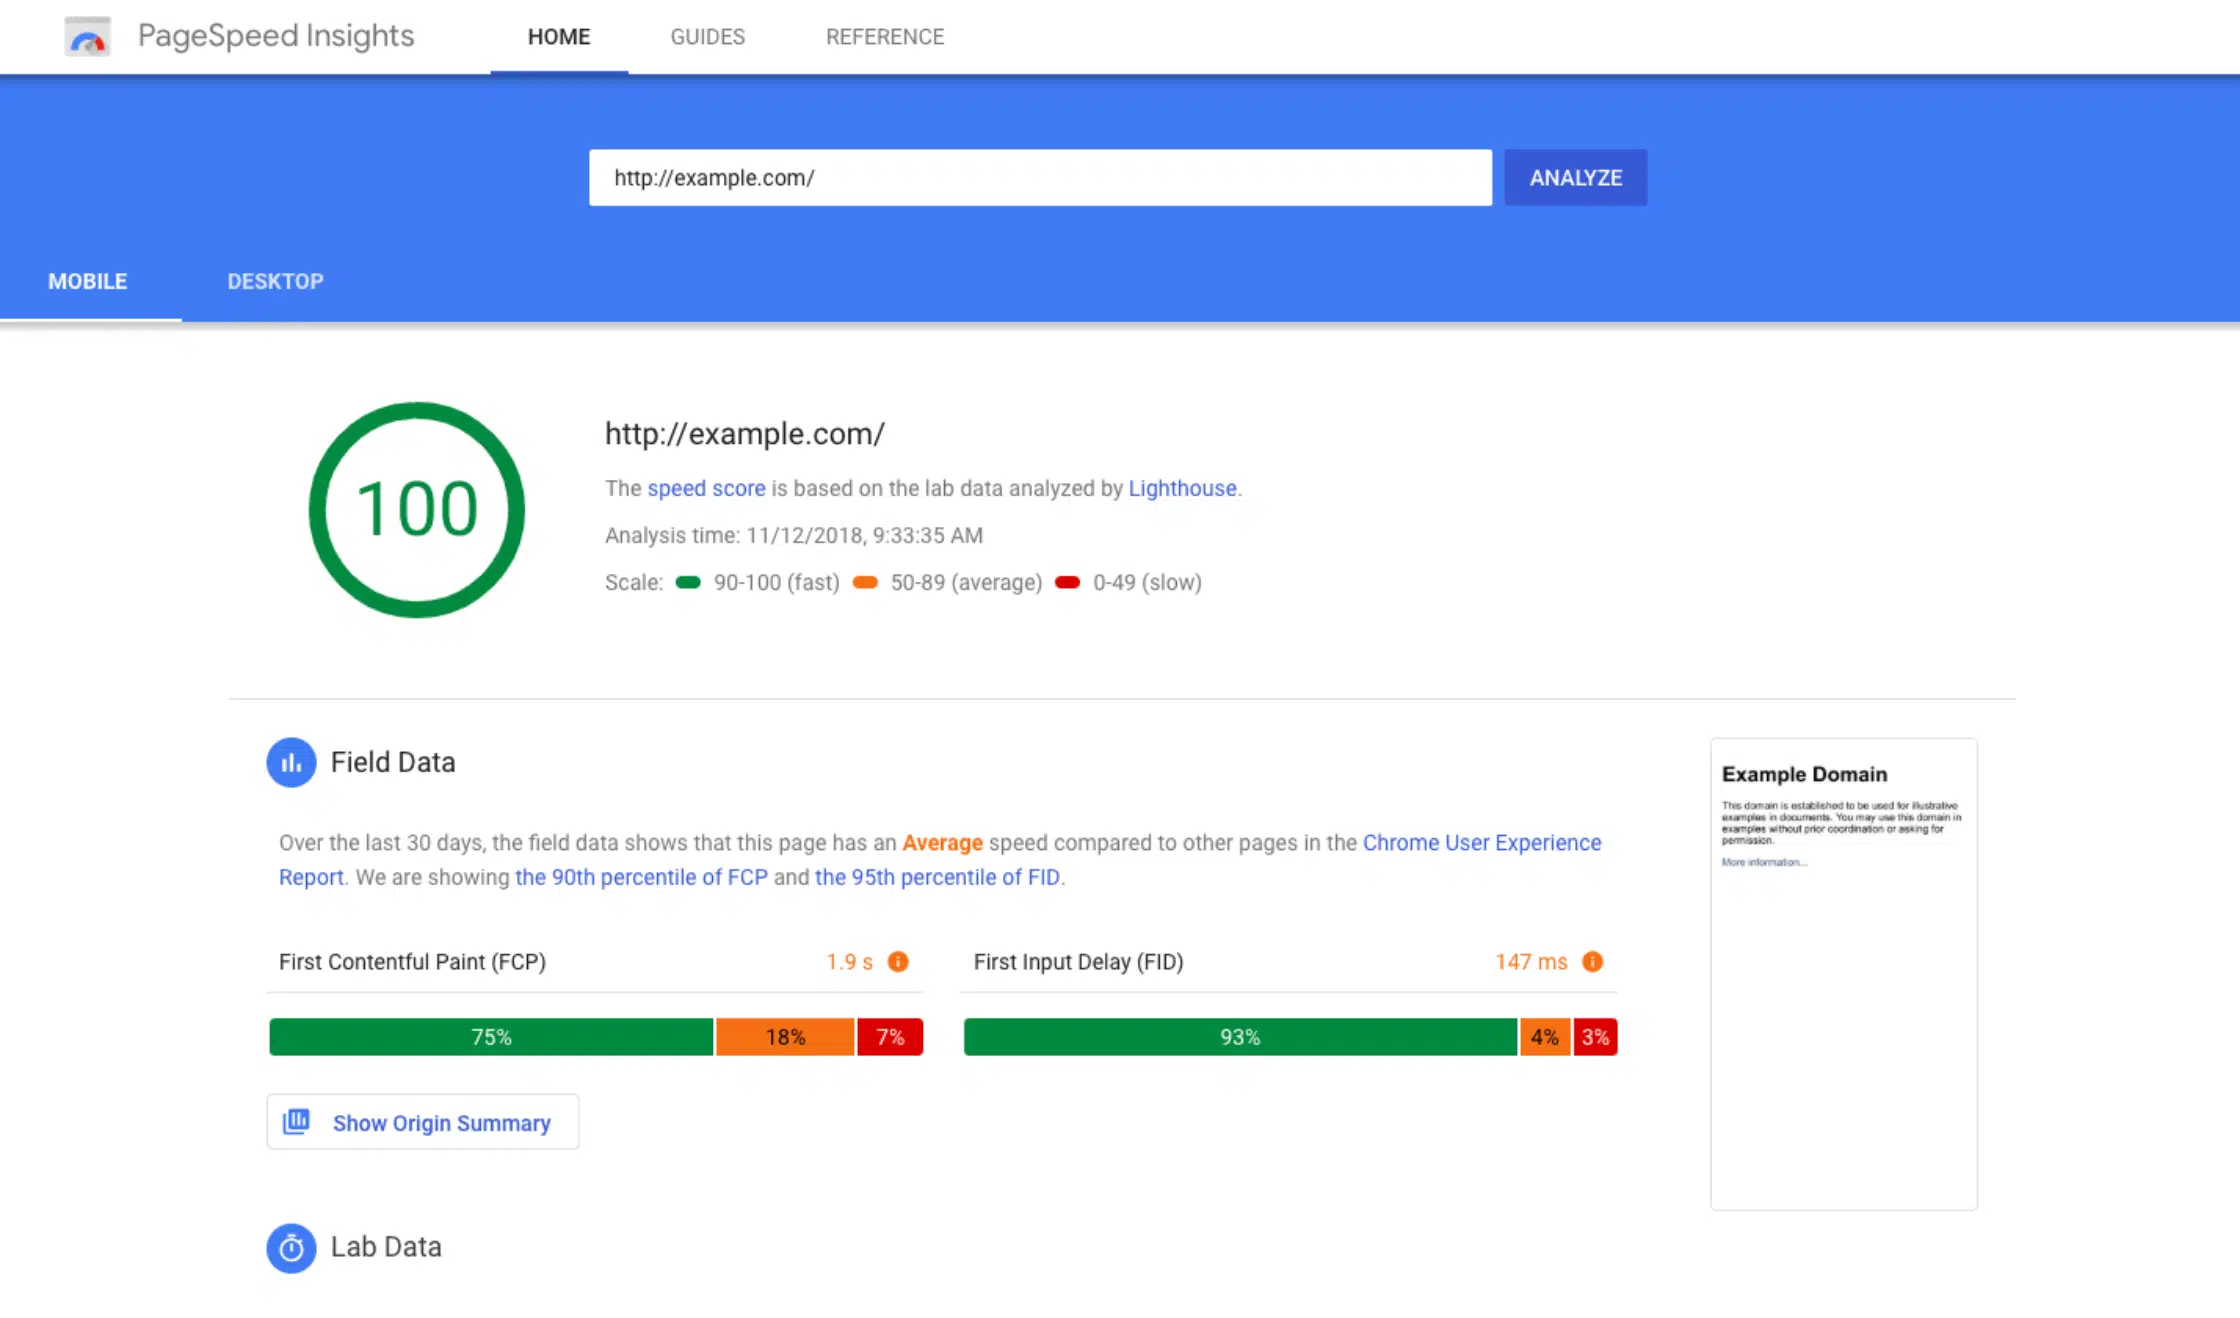 PageSpeed Insights HOME GUIDES REFERENCE
http://example.com/ ANALYZE
MOBILE DESKTOP
100
http://example.com/
The speed score is based on the lab data analyzed by Lighthouse.
Analysis time: 11/12/2018, 9:33:35 AM
Scale: 90-100 (fast) 50-89 (average) 0-49 (slow)
Field Data
Over the last 30 days, the field data shows that this page has an Average speed compared to other pages in the Chrome User Experience
Report. We are showing the 90th percentile of FCP and the 95th percentile of FID.
First Contentful Paint (FCP) 1.9 s
75% 18% 7%
First Input Delay (FID) 147 ms
93% 4% 3%
Show Origin Summary
Example Domain
This domain is established to be used for illustrative
examples in documents. You may use this domain in
examples without prior coordination or asking for
permission.
More information...
Lab Data